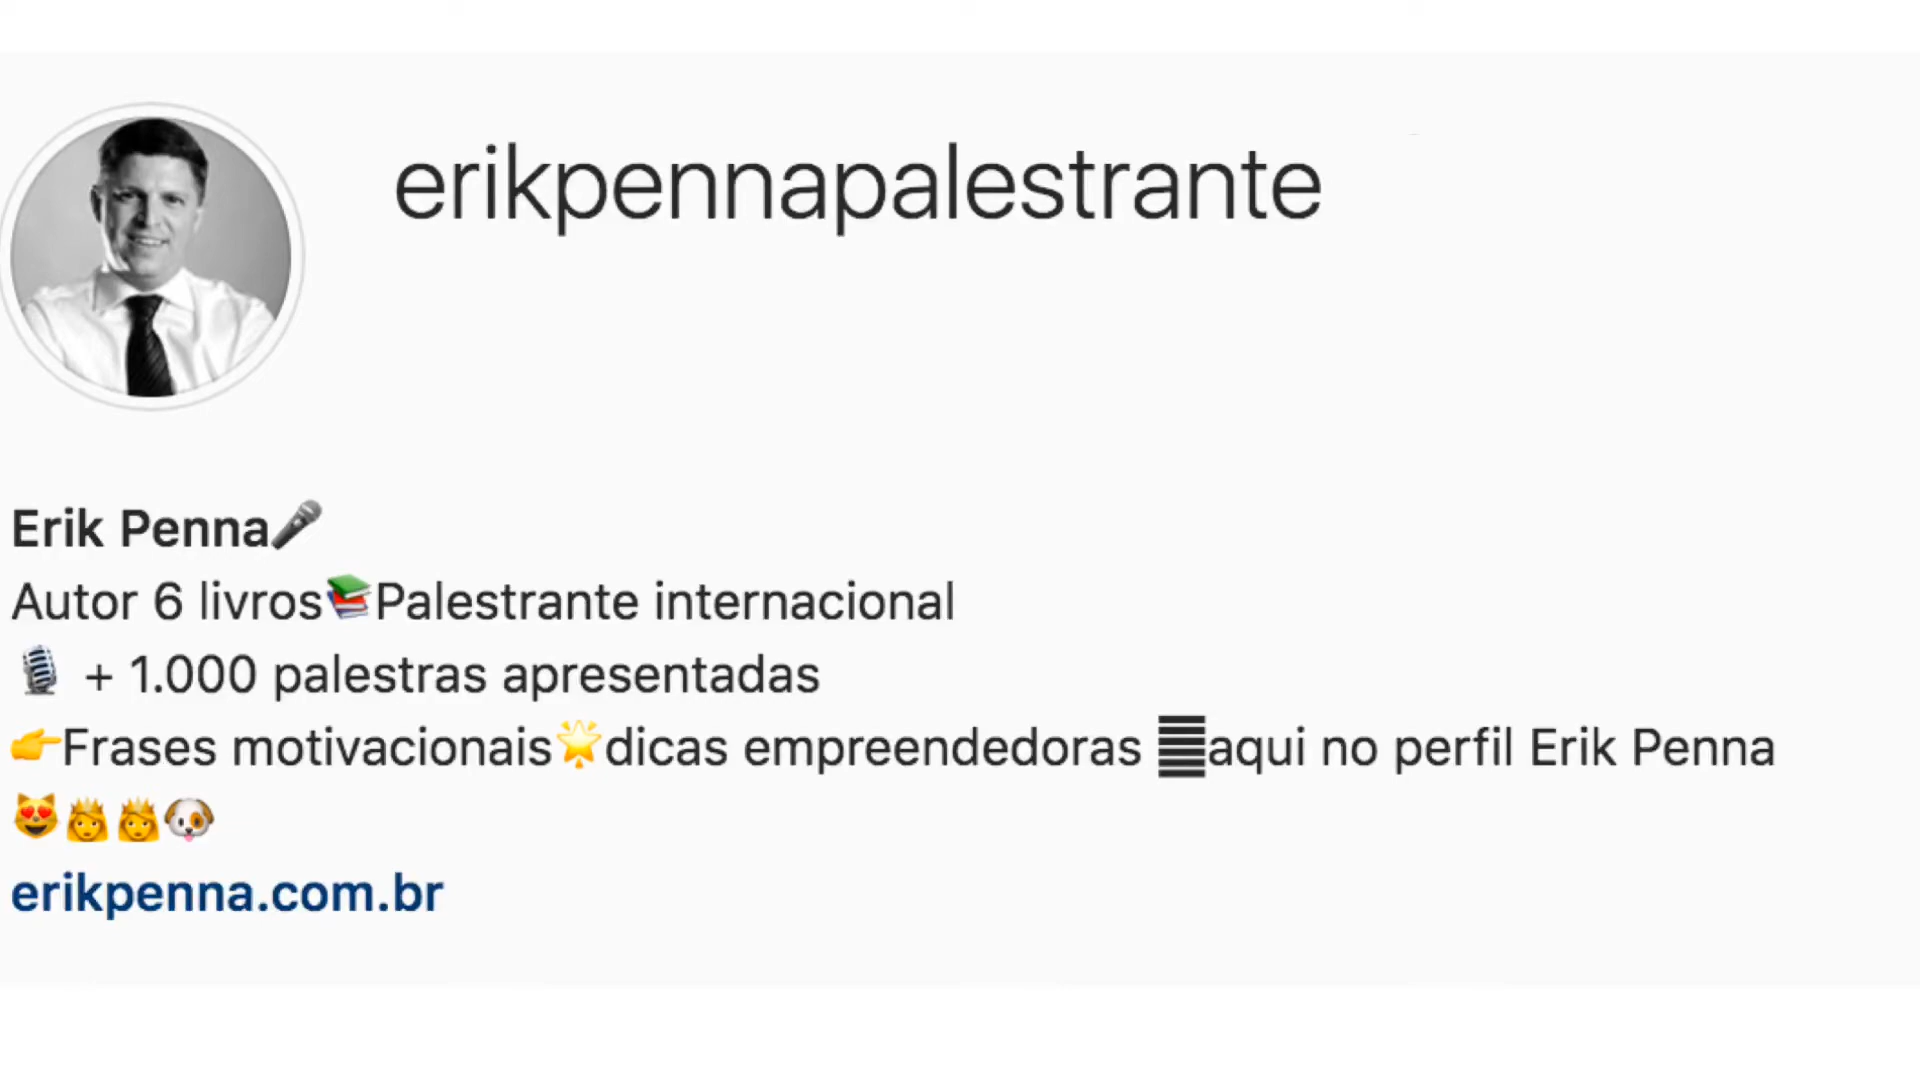 erikpennapalestrante
Erik Penna🎤
Autor 6 livros📚Palestrante internacional
🎙 + 1.000 palestras apresentadas
👉Frases motivacionais🌟dicas empreendedoras 𝌆aqui no perfil Erik Penna
😻👸👸🐶
erikpenna.com.br